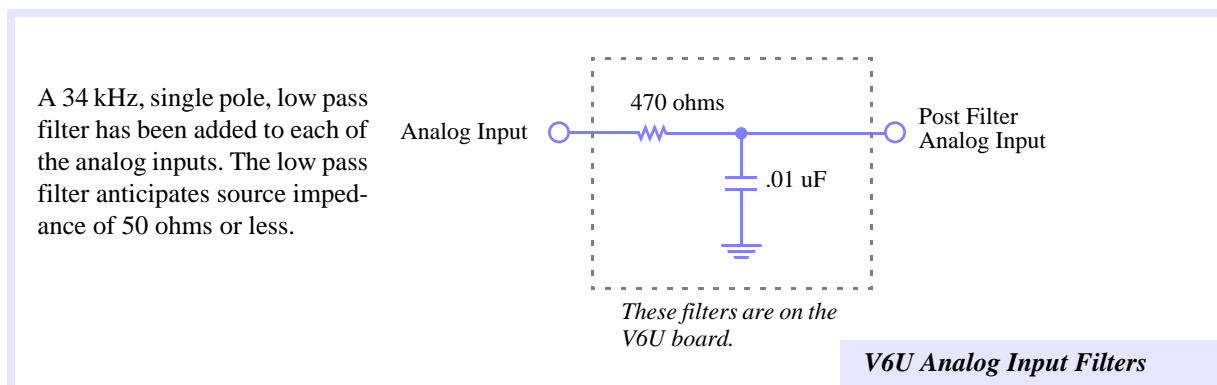 A 34 kHz, single pole, low pass
filter has been added to each of
the analog inputs. The low pass
filter anticipates source imped-
ance of 50 ohms or less.
470 ohms
Analog Input
Post Filter
Analog Input
.01 uF
These filters are on the
V6U board.
V6U Analog Input Filters